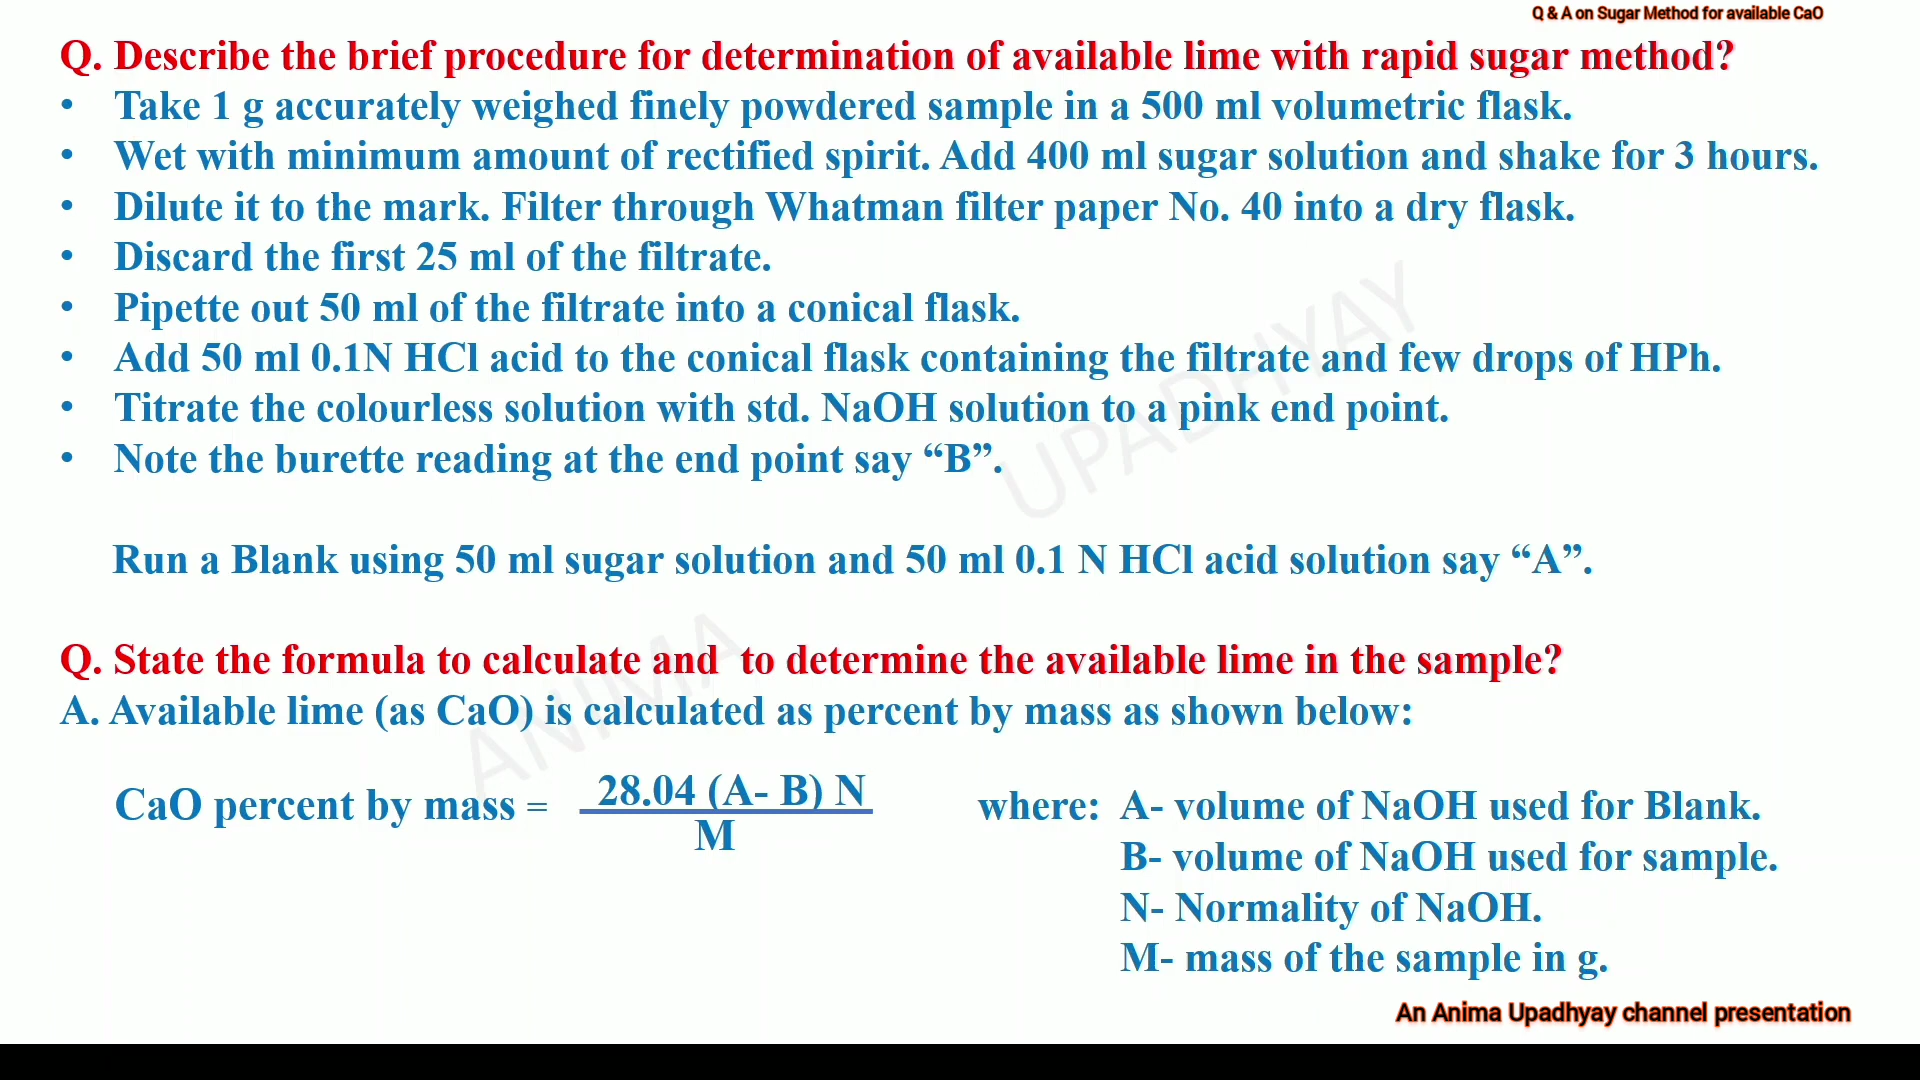 Q & A on Sugar Method for available CaO
Q. Describe the brief procedure for determination of available lime with rapid sugar method?
• Take 1 g accurately weighed finely powdered sample in a 500 ml volumetric flask.
• Wet with minimum amount of rectified spirit. Add 400 ml sugar solution and shake for 3 hours.
• Dilute it to the mark. Filter through Whatman filter paper No. 40 into a dry flask.
• Discard the first 25 ml of the filtrate.
• Pipette out 50 ml of the filtrate into a conical flask.
• Add 50 ml 0.1N HCl acid to the conical flask containing the filtrate and few drops of HPh.
• Titrate the colourless solution with std. NaOH solution to a pink end point.
• Note the burette reading at the end point say “B”.
Run a Blank using 50 ml sugar solution and 50 ml 0.1 N HCl acid solution say “A”.
Q. State the formula to calculate and to determine the available lime in the sample?
A. Available lime (as CaO) is calculated as percent by mass as shown below:
CaO percent by mass = 28.04 (A- B) N / M
where: A- volume of NaOH used for Blank.
B- volume of NaOH used for sample.
N- Normality of NaOH.
M- mass of the sample in g.
An Anima Upadhyay channel presentation
ANIMA UPADHYAY